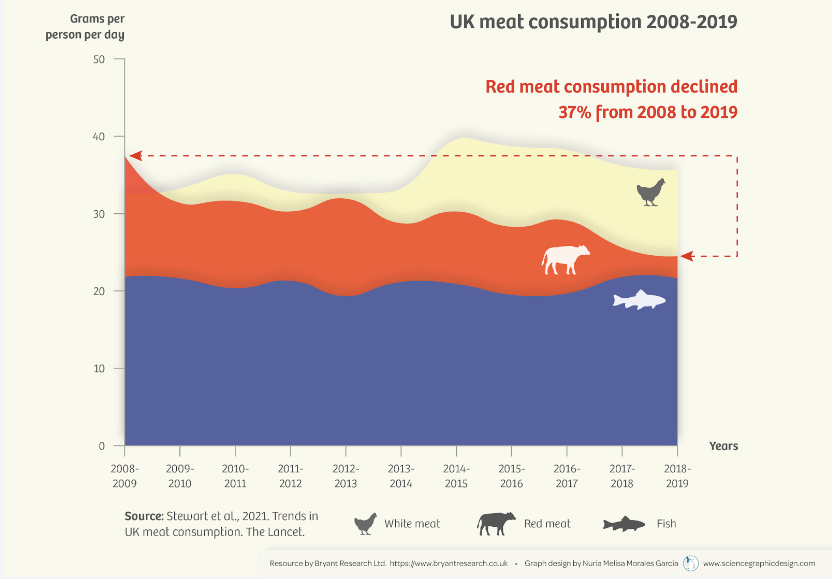 Grams per
person per day
UK meat consumption 2008-2019
Red meat consumption declined
37% from 2008 to 2019
50
40
30
20
10
0
Years
2008-
2009
2009-
2010
2010-
2011
2011-
2012
2012-
2013
2013-
2014
2014-
2015
2015-
2016
2016-
2017
2017-
2018
2018-
2019
Source: Stewart et al., 2021. Trends in
UK meat consumption. The Lancet.
White meat
Red meat
Fish
Resource by Bryant Research Ltd. https://www.bryantresearch.co.uk • Graph design by Nuria Melisa Morales Garcia www.sciencegraphicdesign.com